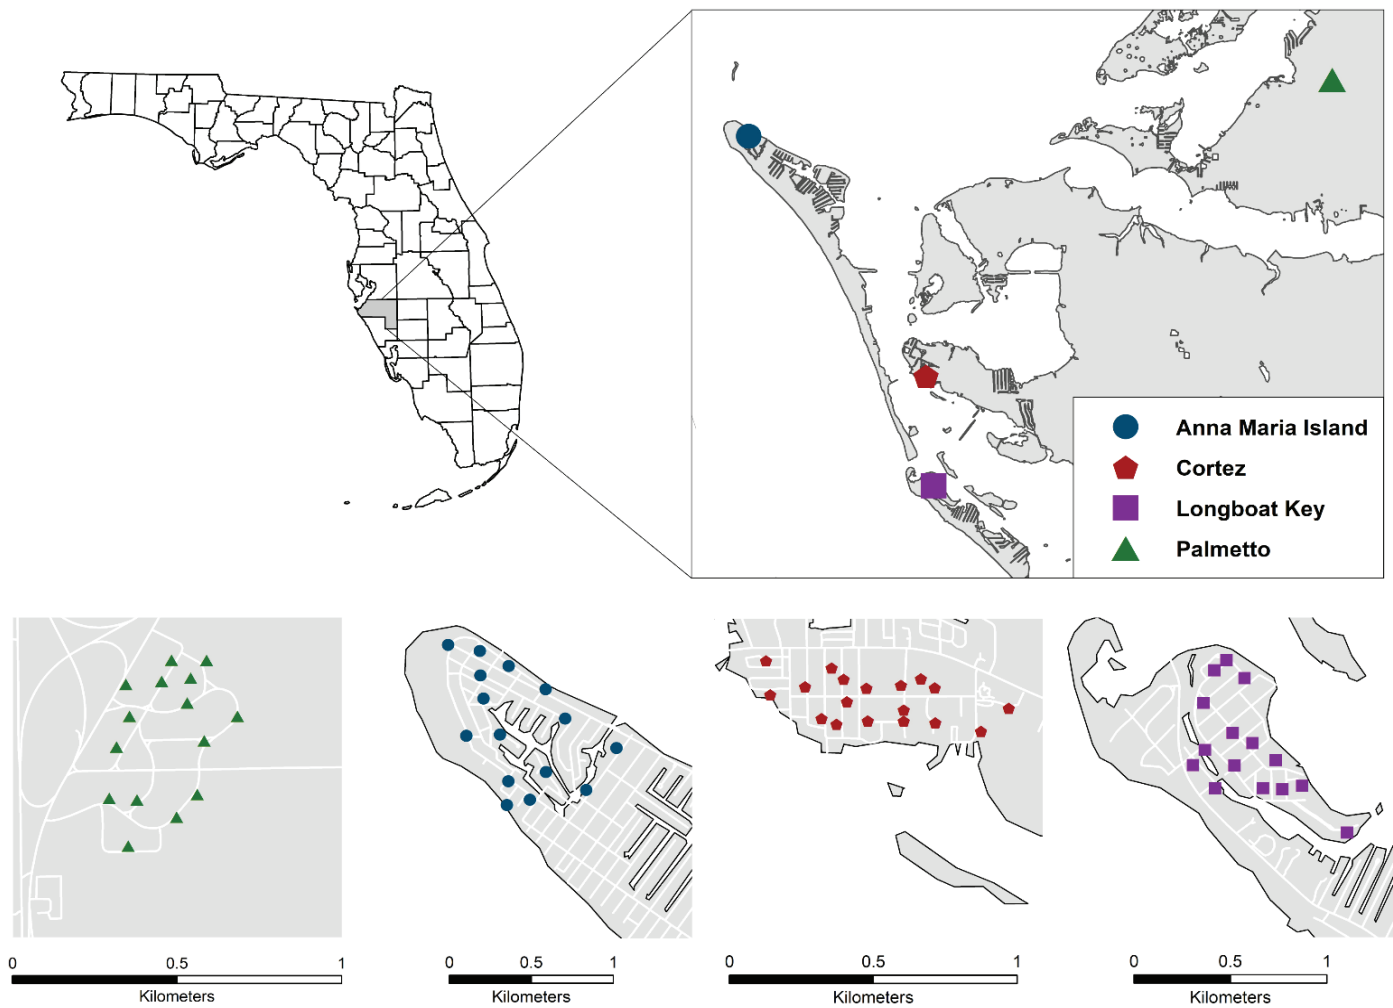 Anna Maria Island
Cortez
Longboat Key
Palmetto
0 0.5 1
Kilometers
0 0.5 1
Kilometers
0 0.5 1
Kilometers
0 0.5 1
Kilometers